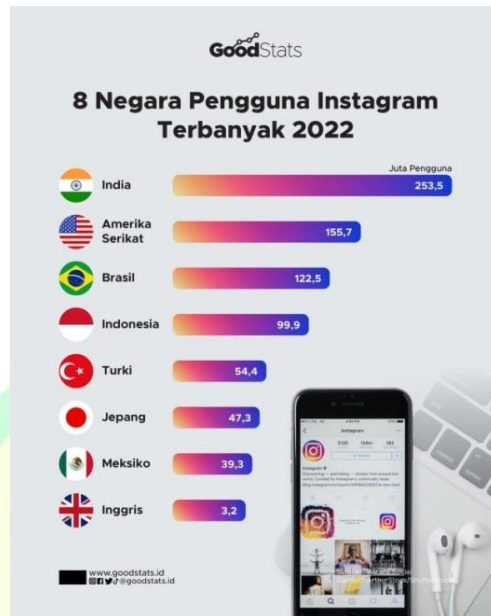 GoodStats
8 Negara Pengguna Instagram
Terbanyak 2022
Juta Pengguna
India
253,5
Amerika
Serikat
155,7
Brasil
122,5
Indonesia
99,9
Turki
54,4
Jepang
47,3
Meksiko
39,3
Inggris
3,2
Instagram
www.goodstats.id
@goodstats.id